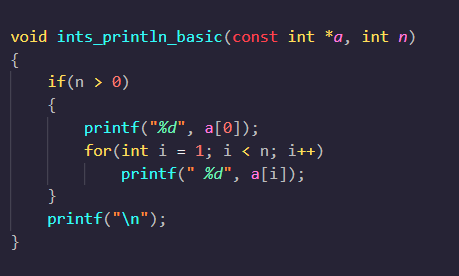 void ints_println_basic(const int *a, int n)
{
    if(n > 0)
    {
        printf("%d", a[0]);
        for(int i = 1; i < n; i++)
            printf(" %d", a[i]);
    }
    printf("\n");
}